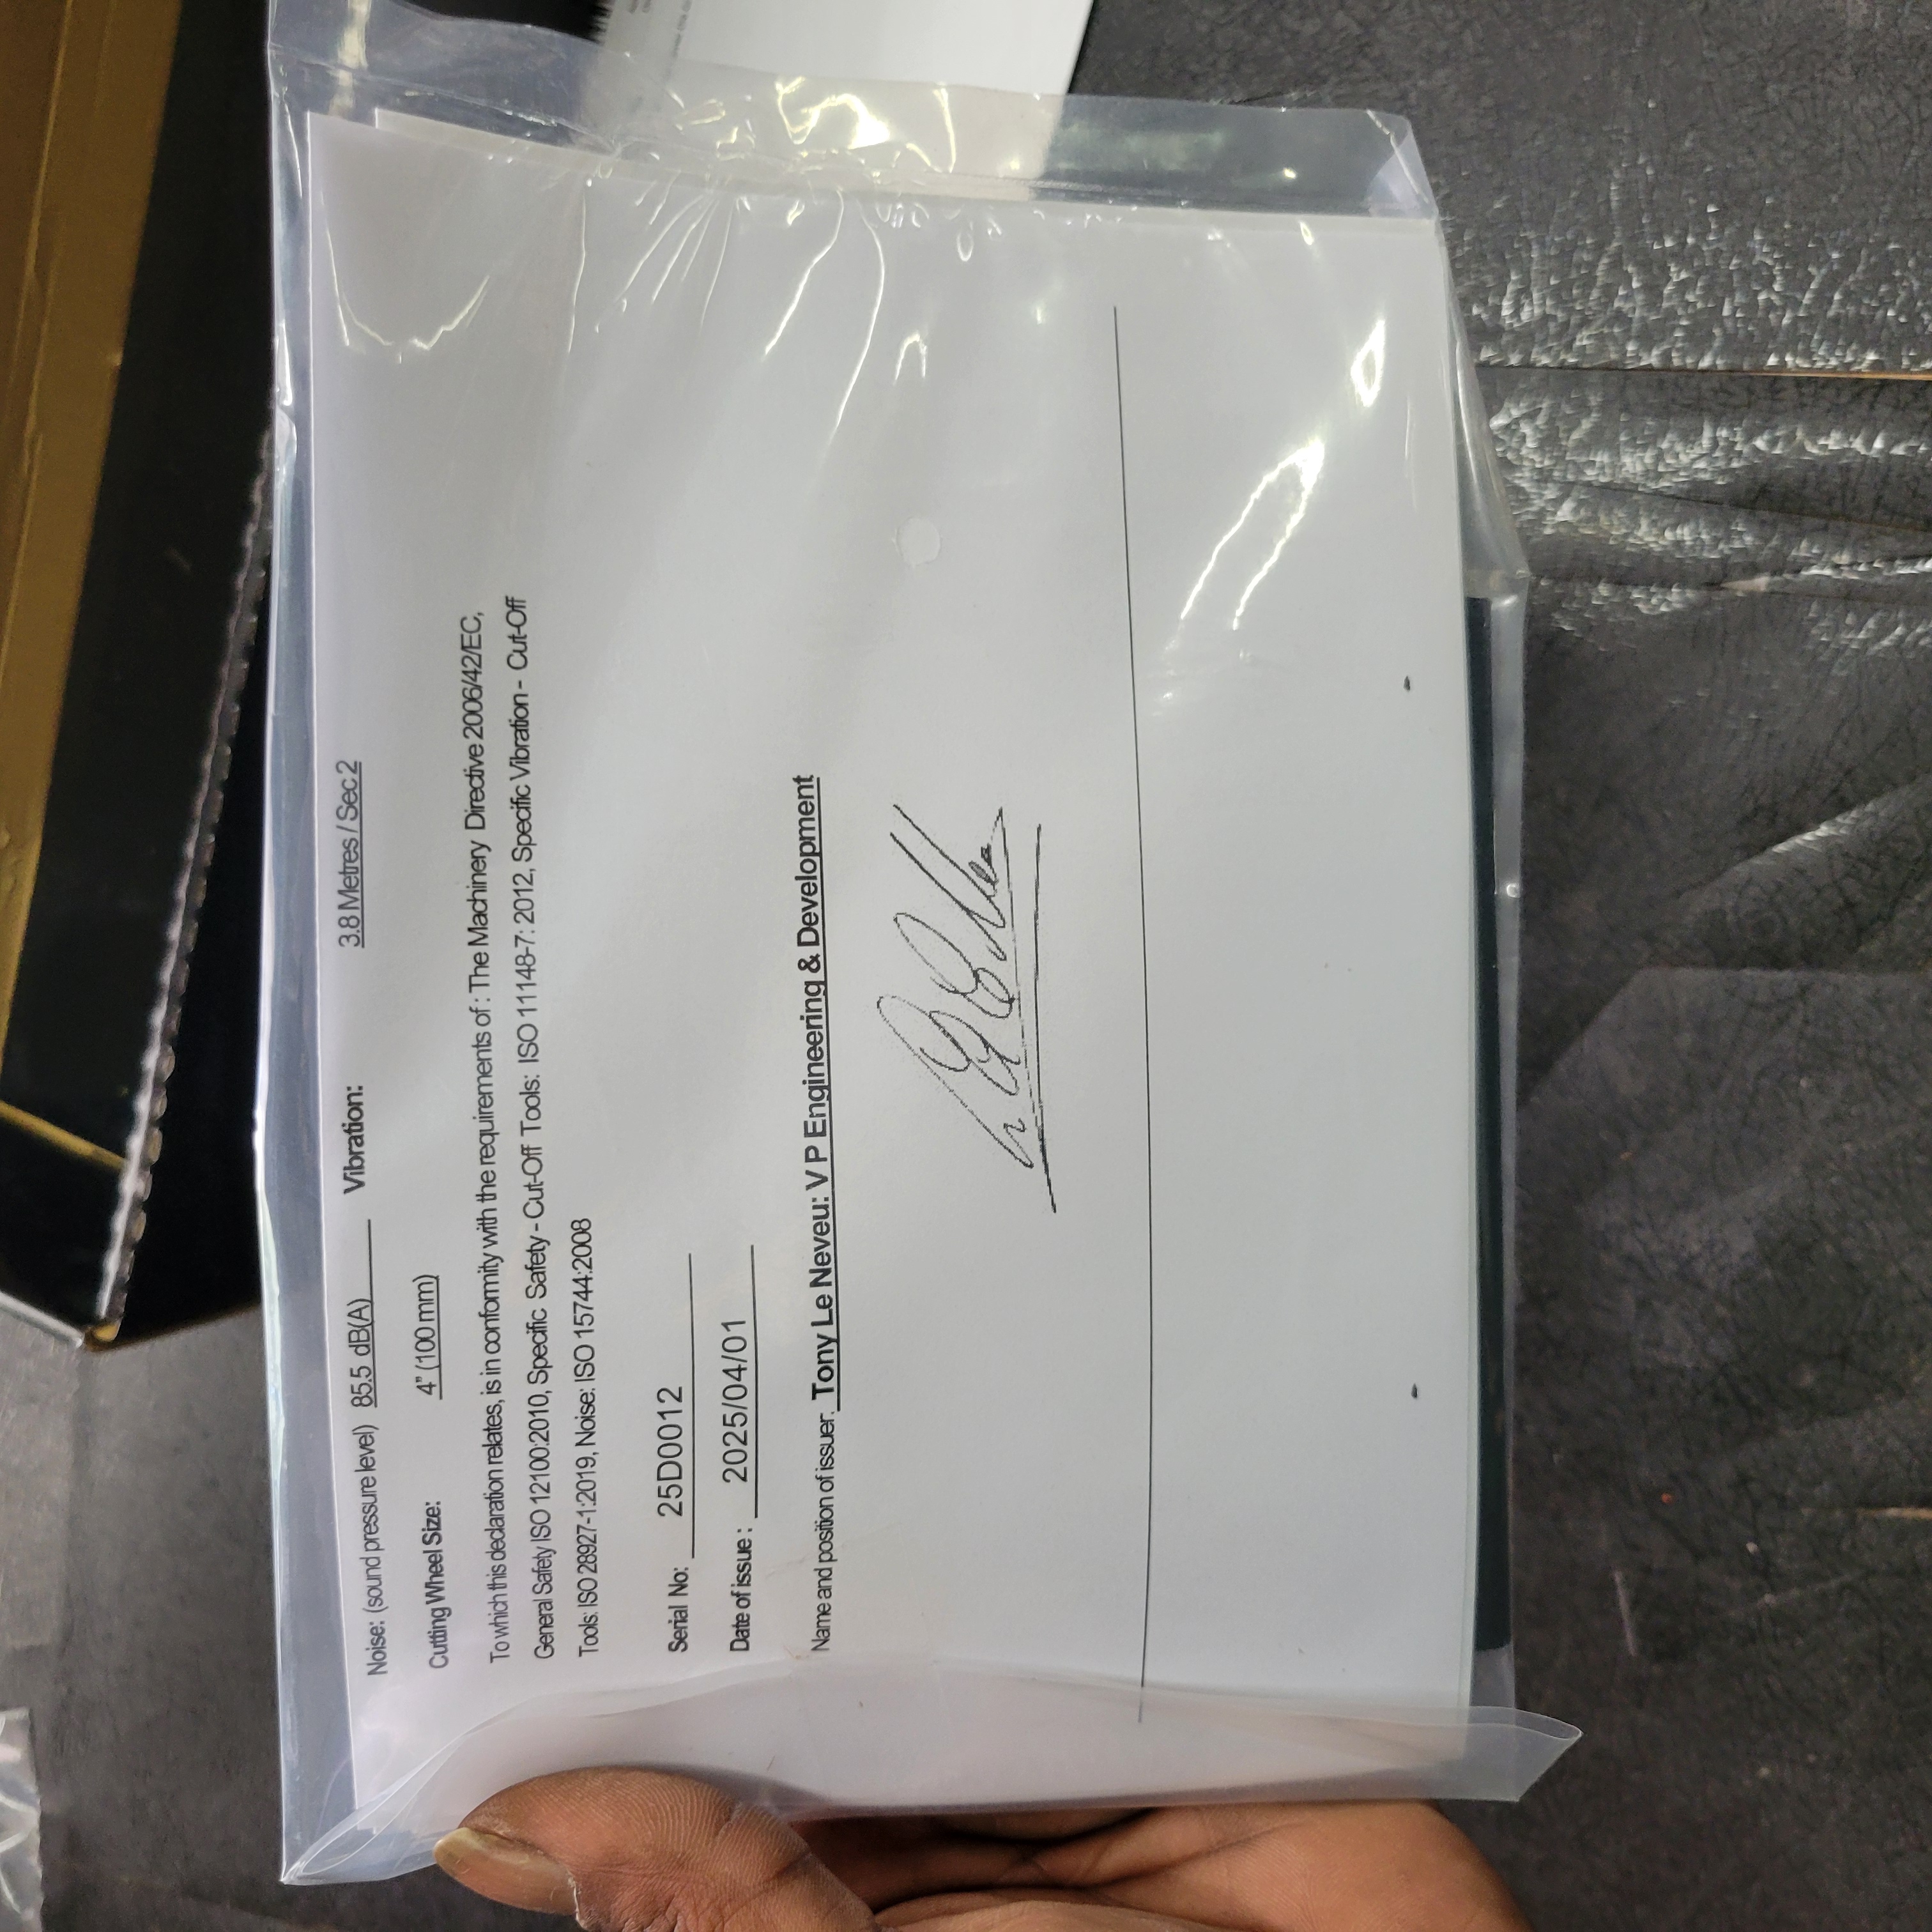 Noise: (sound pressure level) 85.5 dB(A) Vibration: 3.8 Metres / Sec2
Cutting Wheel Size: 4" (100 mm)
To which this declaration relates, is in conformity with the requirements of : The Machinery Directive 2006/42/EC,
General Safety ISO 12100:2010, Specific Safety - Cut-Off Tools: ISO 11148-7: 2012, Specific Vibration - Cut-Off
Tools: ISO 28927-1:2019, Noise: ISO 15744:2008
Serial No: 25D0012
Date of issue : 2025/04/01
Name and position of issuer. Tony Le Neveu: V P Engineering & Development